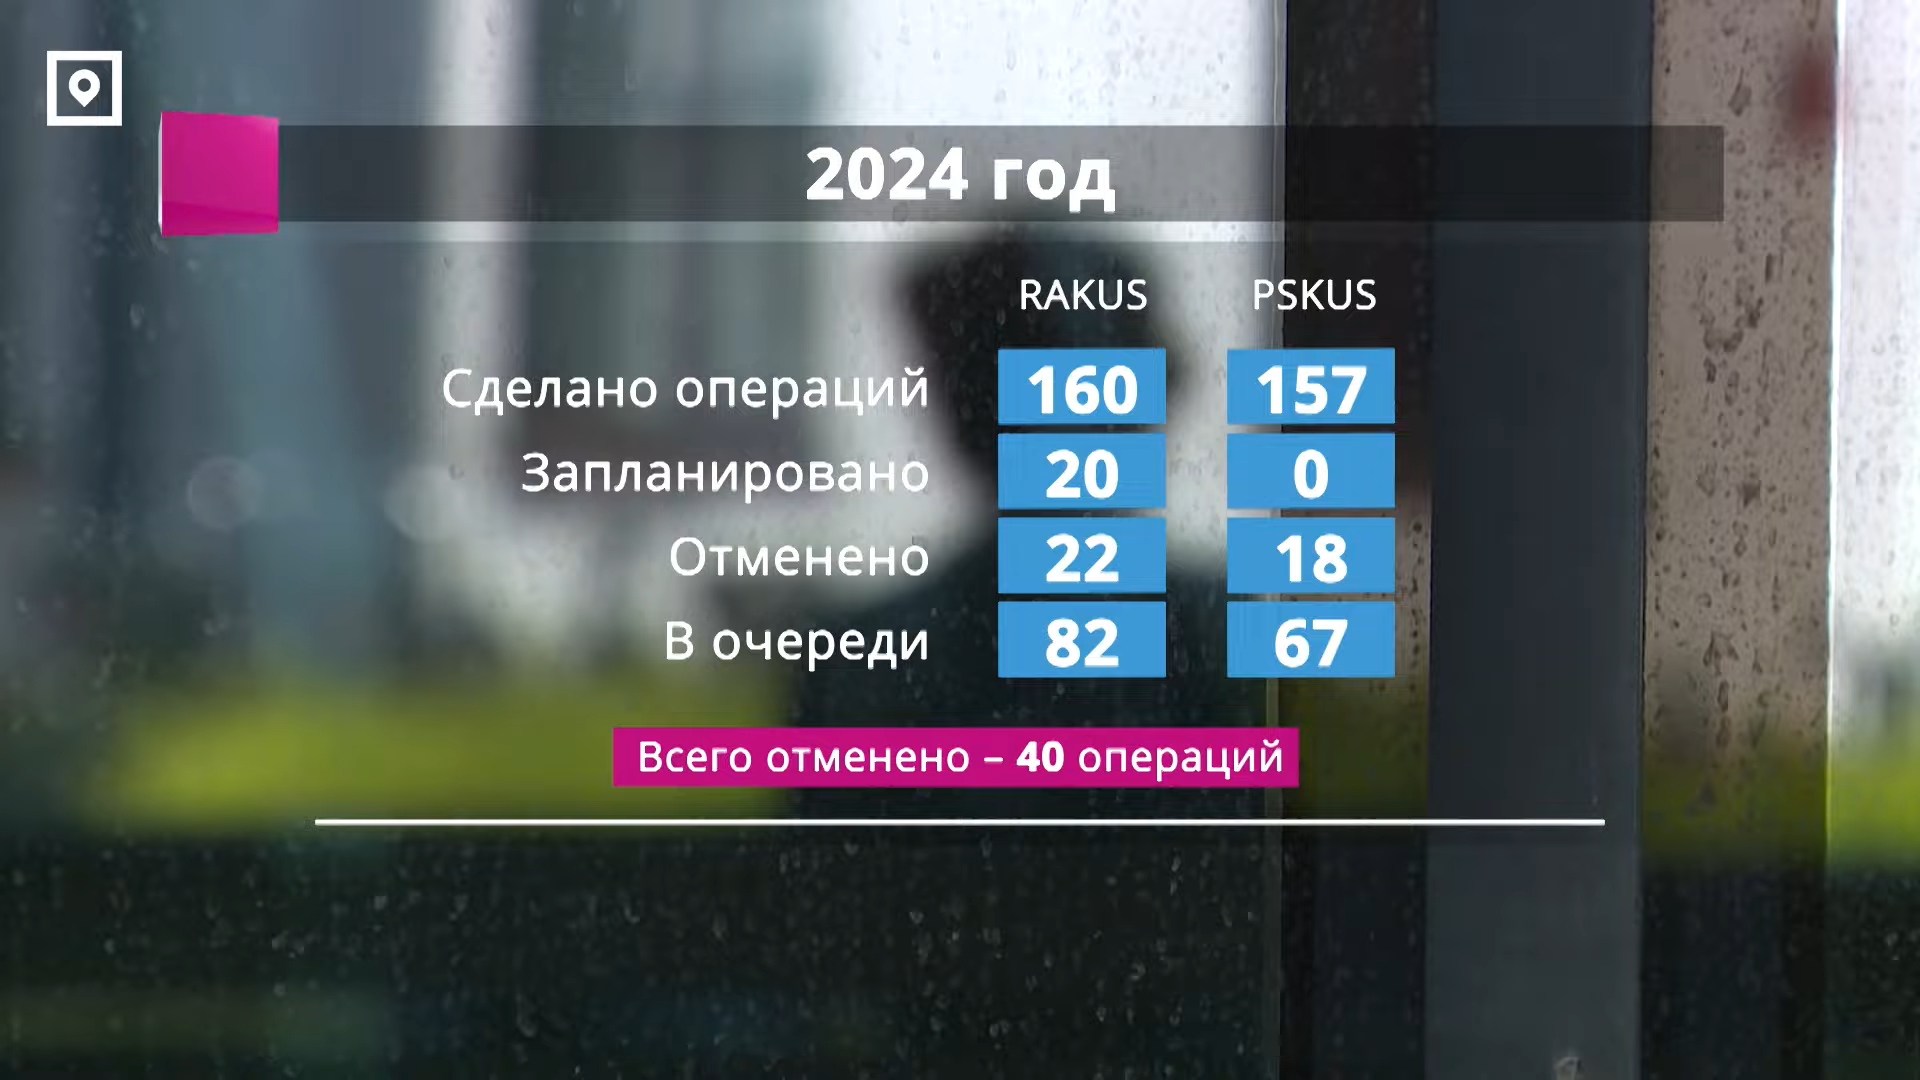 2024 год
RAKUS PSKUS
Сделано операций 160 157
Запланировано 20 0
Отменено 22 18
В очереди 82 67
Всего отменено – 40 операций